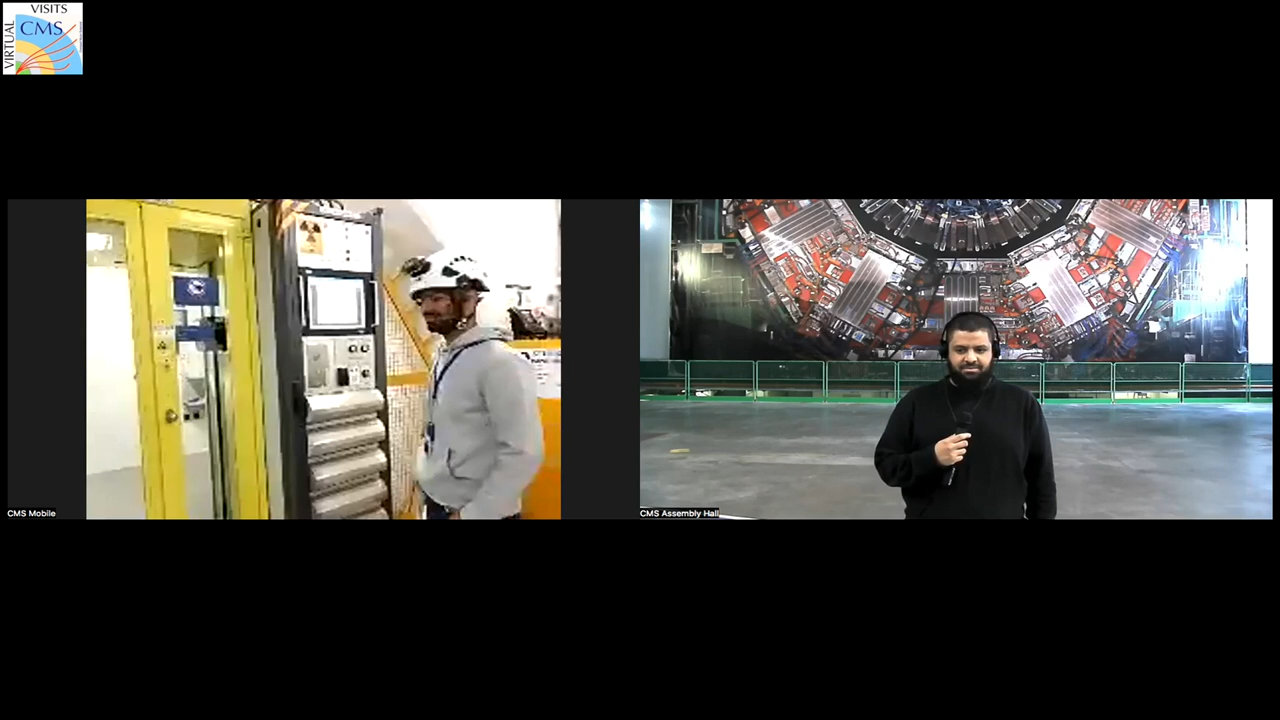 VISITS
CMS
VIRTUAL
CMS Mobile
CMS Assembly Hall